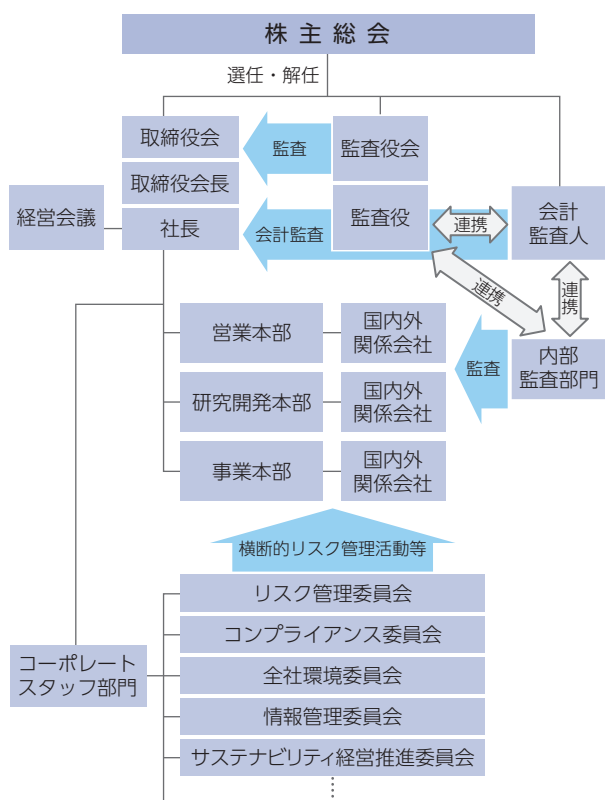 株主総会
選任・解任
取締役会
監査
監査役会
取締役会長
経営会議
社長
会計監査
監査役
連携
会計
監査人
連携
連携
営業本部
国内外
関係会社
監査
内部
監査部門
研究開発本部
国内外
関係会社
事業本部
国内外
関係会社
横断的リスク管理活動等
リスク管理委員会
コンプライアンス委員会
コーポレート
スタッフ部門
全社環境委員会
情報管理委員会
サステナビリティ経営推進委員会